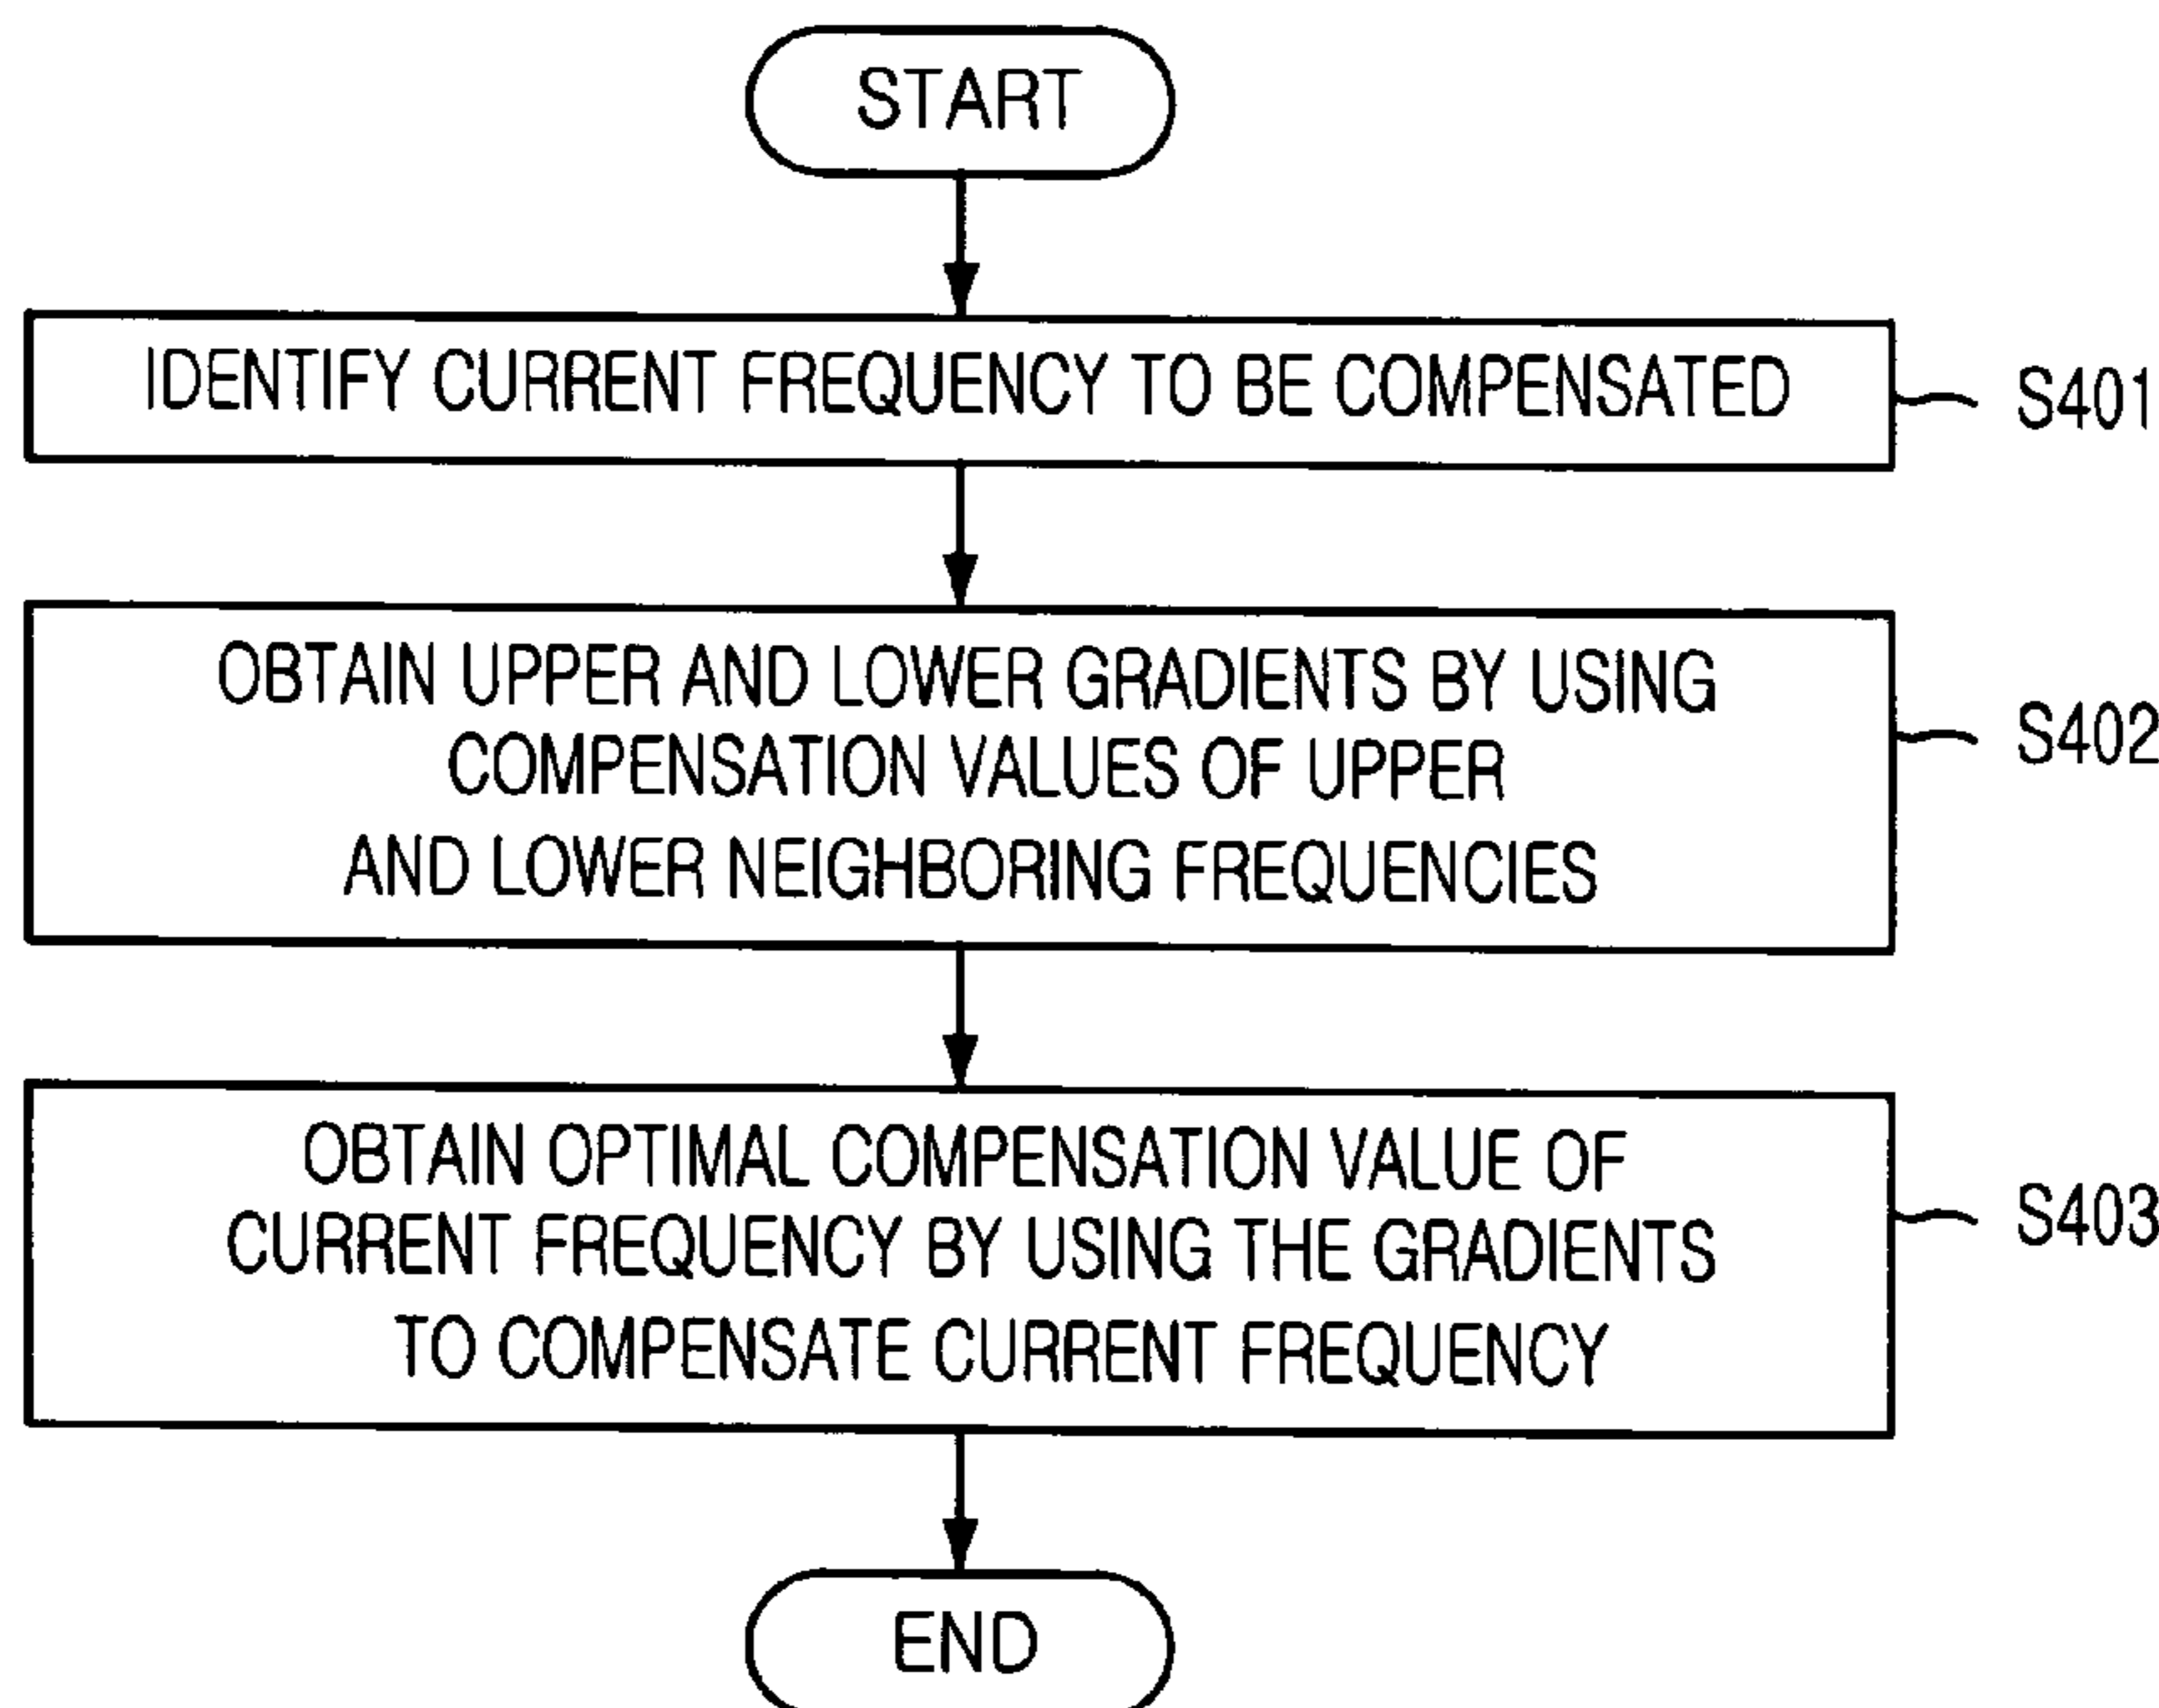 START
IDENTIFY CURRENT FREQUENCY TO BE COMPENSATED
S401
OBTAIN UPPER AND LOWER GRADIENTS BY USING
COMPENSATION VALUES OF UPPER
AND LOWER NEIGHBORING FREQUENCIES
S402
OBTAIN OPTIMAL COMPENSATION VALUE OF
CURRENT FREQUENCY BY USING THE GRADIENTS
TO COMPENSATE CURRENT FREQUENCY
S403
END